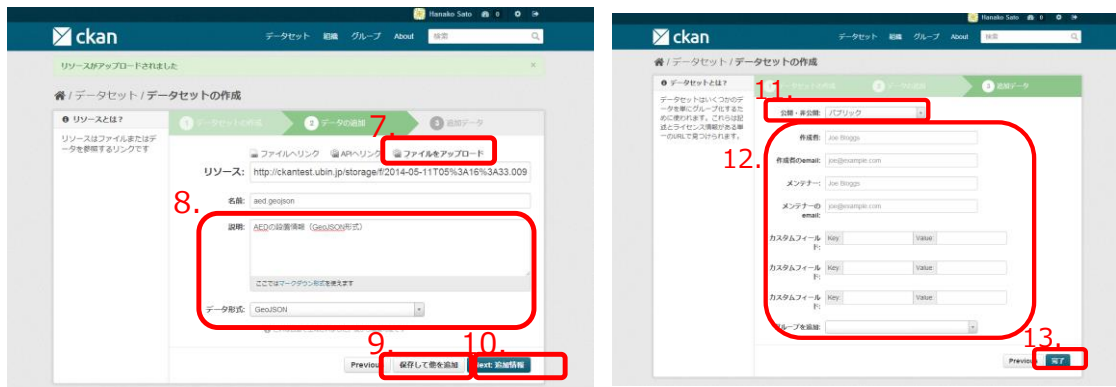 Hanako Sato 0
ckan
データセット 組織 グループ About 検索
リソースがアップロードされました ×
/ データセット / データセットの作成
リソースとは?
リソースはファイルまたはデータを参照するリンクです
1 データセットの作成 2 データの追加 3 追加データ
7.
ファイルへリンク APIへリンク ファイルをアップロード
リソース: http://ckantest.ubin.jp/storage/f/2014-05-11T05%3A16%3A33.009
名前: aed.geojson
8.
説明: AEDの設置情報 (GeoJSON形式)
ここではマークダウン形式を使えます
データ形式: GeoJSON
9. 10.
Previous 保存して他を追加 Next: 追加情報
Hanako Sato 0
ckan
データセット 組織 グループ About 検索
/ データセット / データセットの作成
データセットとは?
データセットはいくつかのデータを単にグループ化するために使われます。これらは記述とライセンス情報がある単一のURLで見つけられます。
3 追加データ
11.
公開・非公開: パブリック
12.
作成者: Joe Bloggs
作成者のemail: joe@example.com
メンテナー: Joe Bloggs
メンテナーのemail: joe@example.com
カスタムフィールド: Key Value
カスタムフィールド: Key Value
カスタムフィールド: Key Value
グループを追加:
13.
Previous 完了